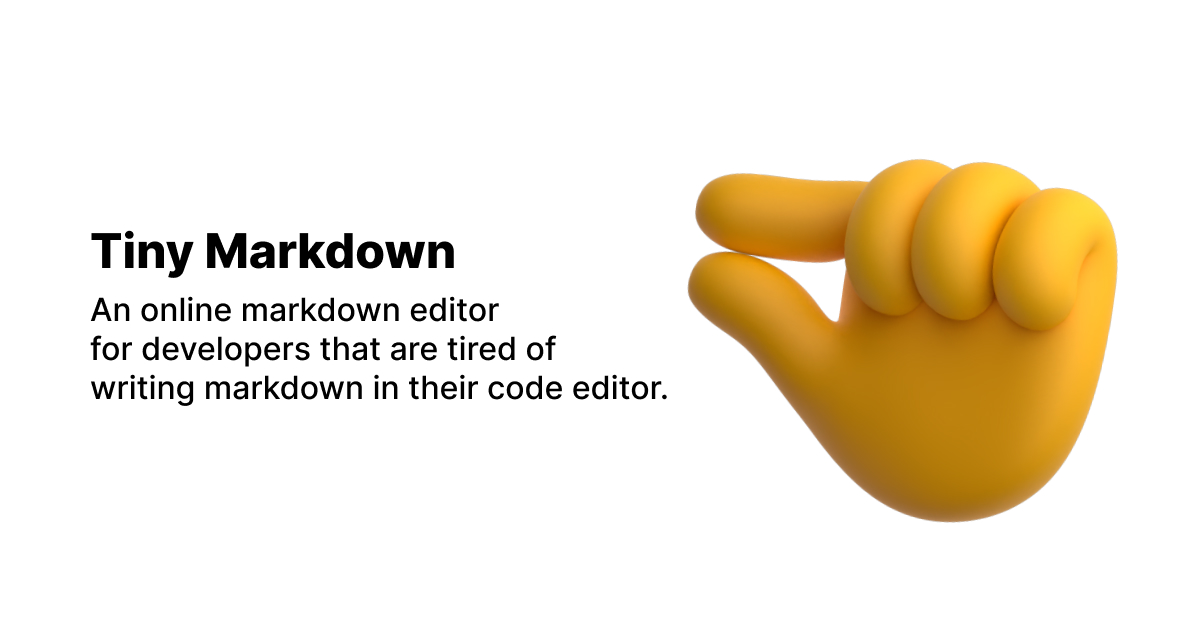 Tiny Markdown
An online markdown editor
for developers that are tired of
writing markdown in their code editor.